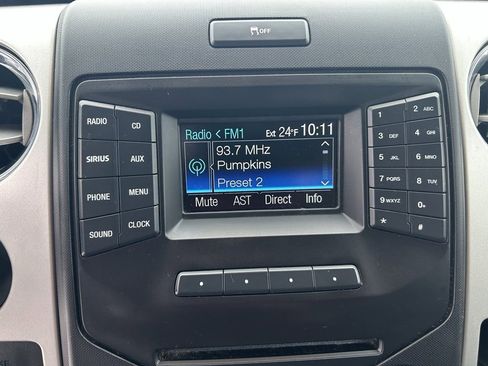 OFF
Radio < FM1 Ext 24°F 10:11
93.7 MHz
Pumpkins
Preset 2
Mute AST Direct Info
RADIO CD
SIRIUS AUX
PHONE MENU
SOUND CLOCK
1 2 ABC
3 DEF 4 GHI
5 JKL 6 MNO
7 PQRS 8 TUV
9 WXYZ 0+
* #